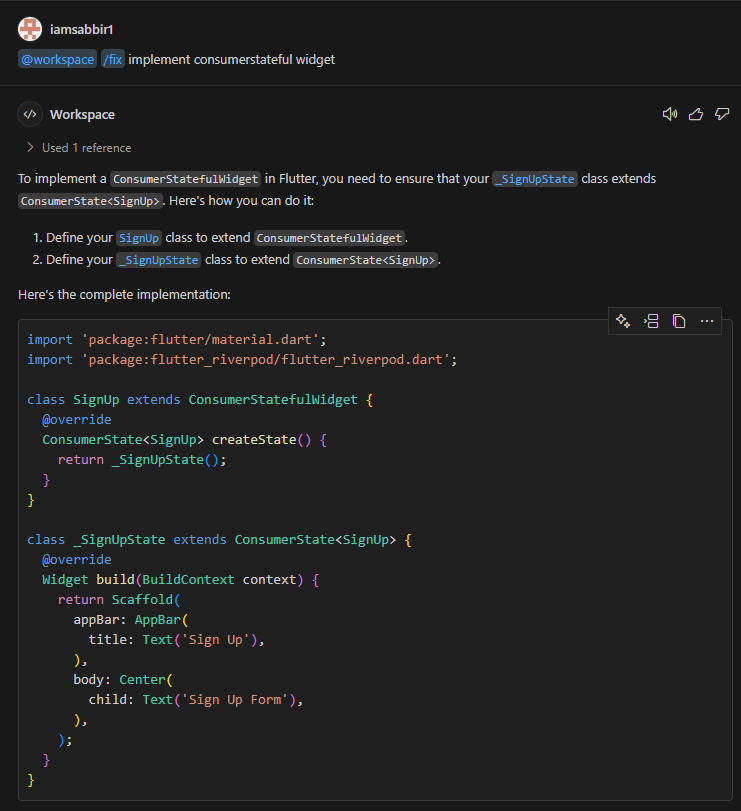 iamsabbir1
@workspace /fix implement consumerstateful widget
Workspace
Used 1 reference
To implement a ConsumerStatefulWidget in Flutter, you need to ensure that your _SignUpState class extends
ConsumerState<SignUp>. Here's how you can do it:
1. Define your SignUp class to extend ConsumerStatefulWidget.
2. Define your _SignUpState class to extend ConsumerState<SignUp>.
Here's the complete implementation:
import 'package:flutter/material.dart';
import 'package:flutter_riverpod/flutter_riverpod.dart';

class SignUp extends ConsumerStatefulWidget {
  @override
  ConsumerState<SignUp> createState() {
    return _SignUpState();
  }
}

class _SignUpState extends ConsumerState<SignUp> {
  @override
  Widget build(BuildContext context) {
    return Scaffold(
      appBar: AppBar(
        title: Text('Sign Up'),
      ),
      body: Center(
        child: Text('Sign Up Form'),
      ),
    );
  }
}